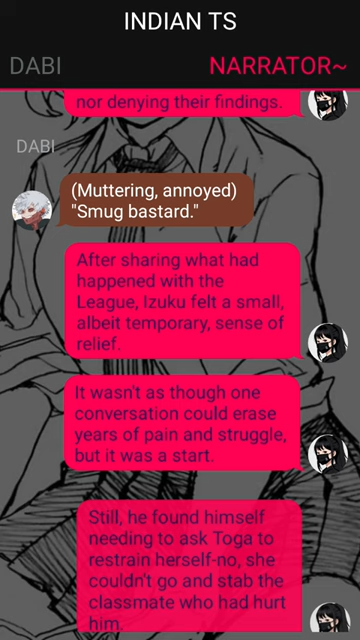 INDIAN TS
DABI
NARRATOR~
nor denying their findings.
DABI
(Muttering, annoyed)
"Smug bastard."
After sharing what had
happened with the
League, Izuku felt a small,
albeit temporary, sense of
relief.
It wasn't as though one
conversation could erase
years of pain and struggle,
but it was a start.
Still, he found himself
needing to ask Toga to
restrain herself-no, she
couldn't go and stab the
classmate who had hurt
him.